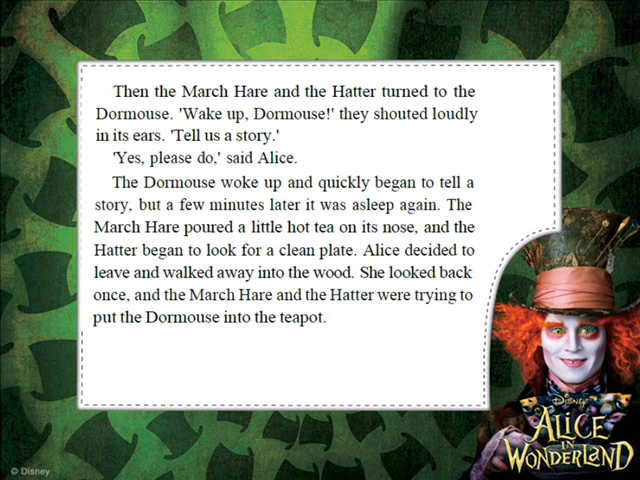 Then the March Hare and the Hatter turned to the
Dormouse. 'Wake up, Dormouse!' they shouted loudly
in its ears. 'Tell us a story.'
'Yes, please do,' said Alice.
The Dormouse woke up and quickly began to tell a
story, but a few minutes later it was asleep again. The
March Hare poured a little hot tea on its nose, and the
Hatter began to look for a clean plate. Alice decided to
leave and walked away into the wood. She looked back
once, and the March Hare and the Hatter were trying to
put the Dormouse into the teapot.
DISNEY
ALICE
IN
WONDERLAND
© Disney